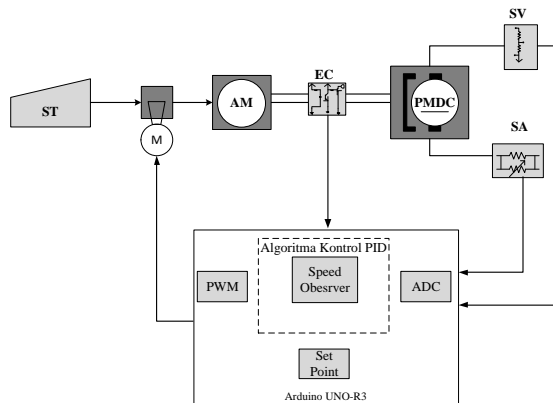 SV
EC
ST
AM
PMDC
M
SA
Algoritma Kontrol PID
PWM
Speed
Obesrver
ADC
Set
Point
Arduino UNO-R3